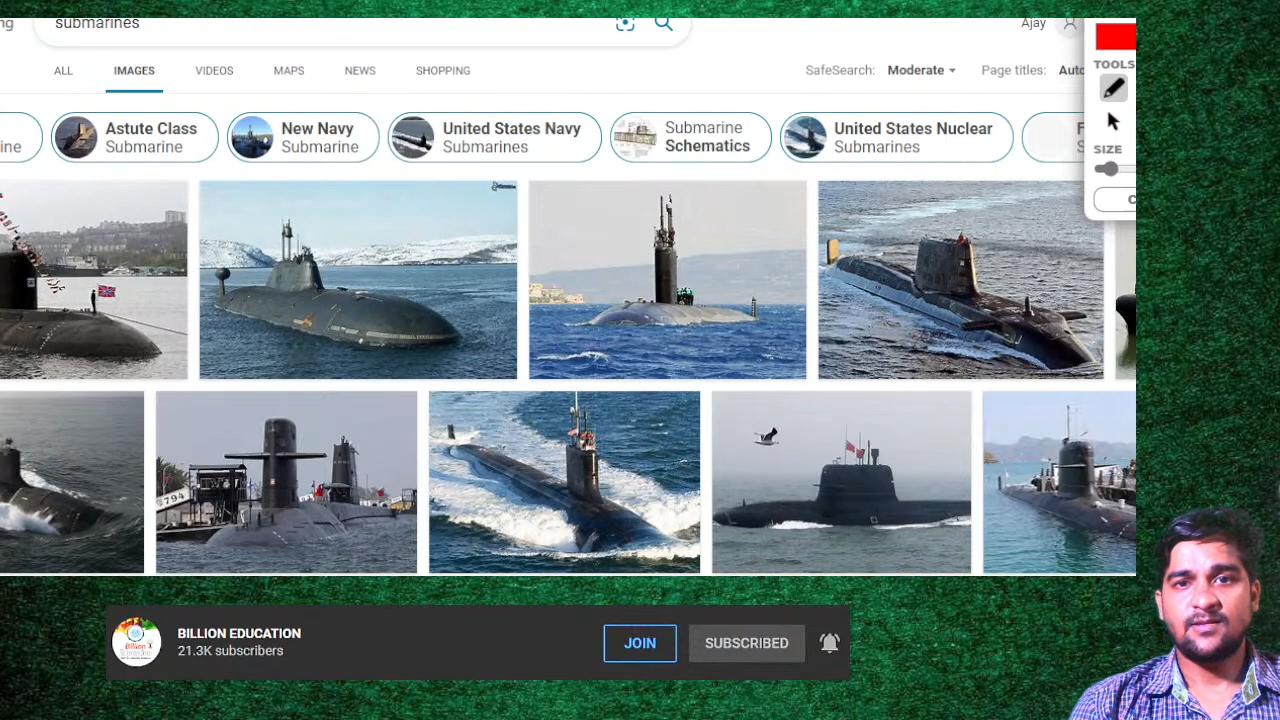 submarines
Ajay
ALL IMAGES VIDEOS MAPS NEWS SHOPPING
SafeSearch: Moderate Page titles:
TOOLS
Astute Class
Submarine
New Navy
Submarine
United States Navy
Submarines
Submarine
Schematics
United States Nuclear
Submarines
SIZE
BILLION EDUCATION
21.3K subscribers
JOIN
SUBSCRIBED